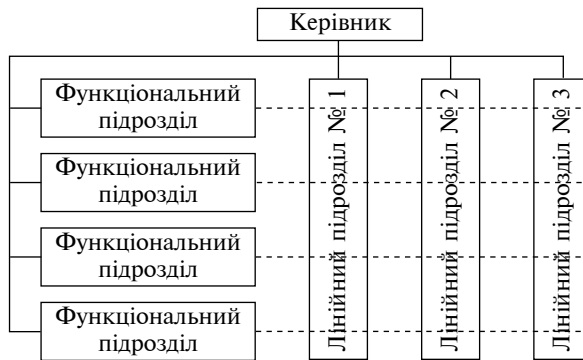 Керівник
Функціональний
підрозділ
Функціональний
підрозділ
Функціональний
підрозділ
Функціональний
підрозділ
Лінійний підрозділ № 1
Лінійний підрозділ № 2
Лінійний підрозділ № 3